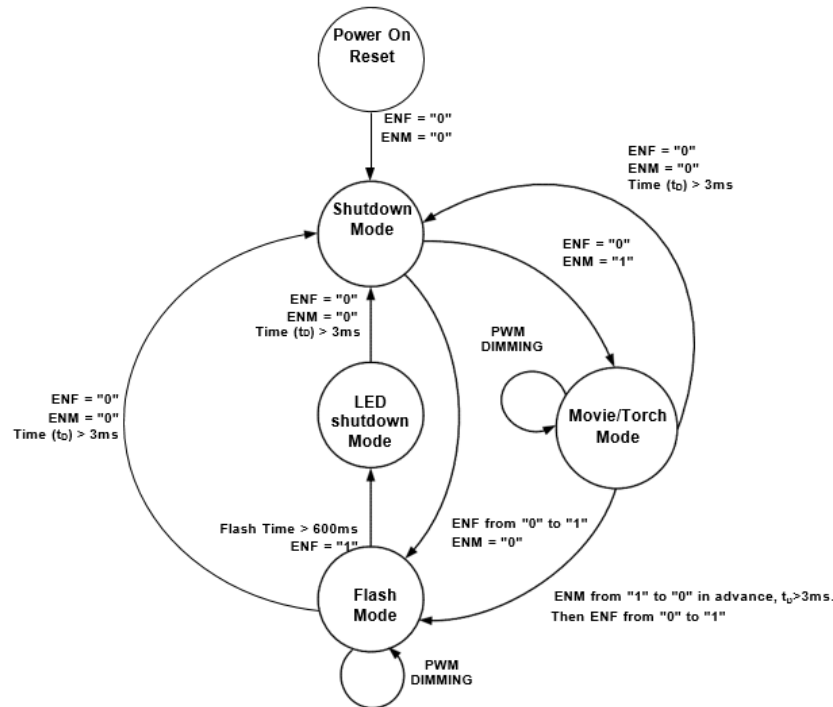 Power On
Reset
ENF = "0"
ENM = "0"
ENF = "0"
ENM = "0"
Time (tD) > 3ms
Shutdown
Mode
ENF = "0"
ENM = "1"
ENF = "0"
ENM = "0"
Time (tD) > 3ms
PWM
DIMMING
LED
shutdown
Mode
Movie/Torch
Mode
ENF = "0"
ENM = "0"
Time (tD) > 3ms
Flash Time > 600ms
ENF = "1"
ENF from "0" to "1"
ENM = "0"
Flash
Mode
ENM from "1" to "0" in advance, tD>3ms.
Then ENF from "0" to "1"
PWM
DIMMING